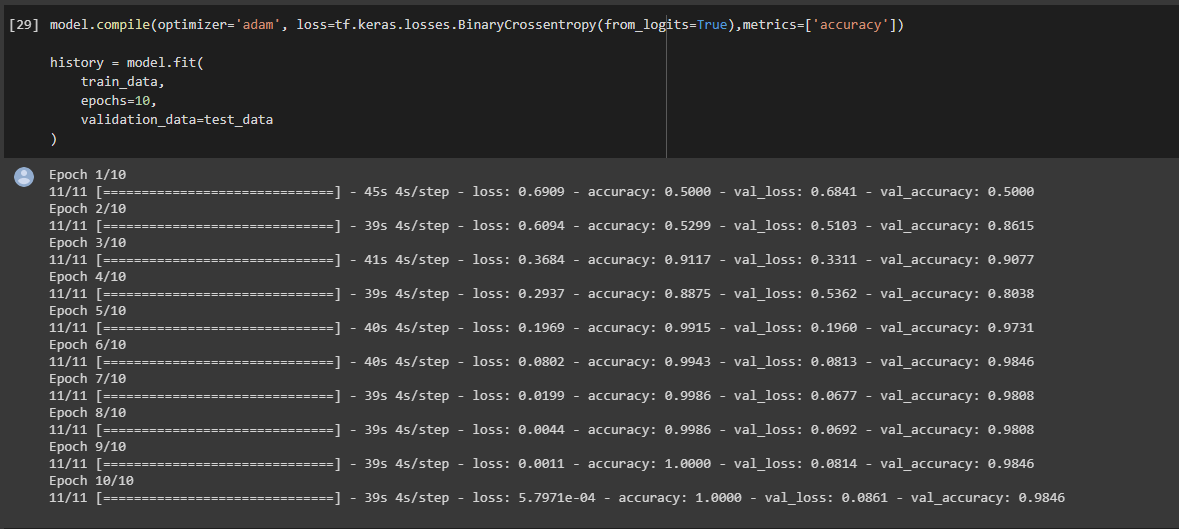 [29] model.compile(optimizer='adam', loss=tf.keras.losses.BinaryCrossentropy(from_logits=True),metrics=['accuracy'])
history = model.fit(
train_data,
epochs=10,
validation_data=test_data
)
Epoch 1/10
11/11 [==============================] - 45s 4s/step - loss: 0.6909 - accuracy: 0.5000 - val_loss: 0.6841 - val_accuracy: 0.5000
Epoch 2/10
11/11 [==============================] - 39s 4s/step - loss: 0.6094 - accuracy: 0.5299 - val_loss: 0.5103 - val_accuracy: 0.8615
Epoch 3/10
11/11 [==============================] - 41s 4s/step - loss: 0.3684 - accuracy: 0.9117 - val_loss: 0.3311 - val_accuracy: 0.9077
Epoch 4/10
11/11 [==============================] - 39s 4s/step - loss: 0.2937 - accuracy: 0.8875 - val_loss: 0.5362 - val_accuracy: 0.8038
Epoch 5/10
11/11 [==============================] - 40s 4s/step - loss: 0.1969 - accuracy: 0.9915 - val_loss: 0.1960 - val_accuracy: 0.9731
Epoch 6/10
11/11 [==============================] - 40s 4s/step - loss: 0.0802 - accuracy: 0.9943 - val_loss: 0.0813 - val_accuracy: 0.9846
Epoch 7/10
11/11 [==============================] - 39s 4s/step - loss: 0.0199 - accuracy: 0.9986 - val_loss: 0.0677 - val_accuracy: 0.9808
Epoch 8/10
11/11 [==============================] - 39s 4s/step - loss: 0.0044 - accuracy: 0.9986 - val_loss: 0.0692 - val_accuracy: 0.9808
Epoch 9/10
11/11 [==============================] - 39s 4s/step - loss: 0.0011 - accuracy: 1.0000 - val_loss: 0.0814 - val_accuracy: 0.9846
Epoch 10/10
11/11 [==============================] - 39s 4s/step - loss: 5.7971e-04 - accuracy: 1.0000 - val_loss: 0.0861 - val_accuracy: 0.9846